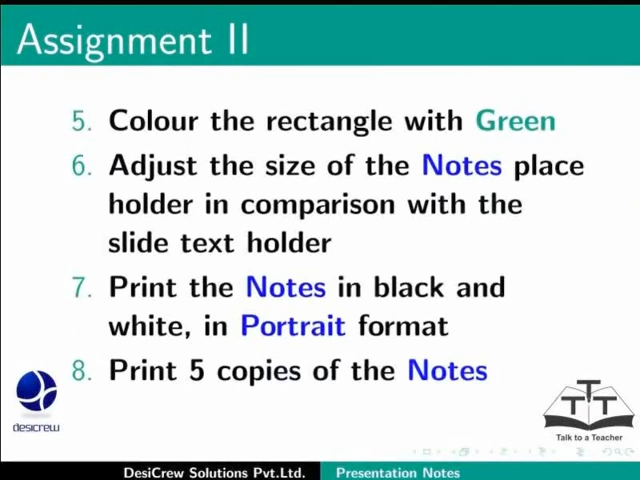 Assignment II
5. Colour the rectangle with Green
6. Adjust the size of the Notes place
holder in comparison with the
slide text holder
7. Print the Notes in black and
white, in Portrait format
8. Print 5 copies of the Notes
desicrew
TTT
Talk to a Teacher
DesiCrew Solutions Pvt.Ltd. Presentation Notes